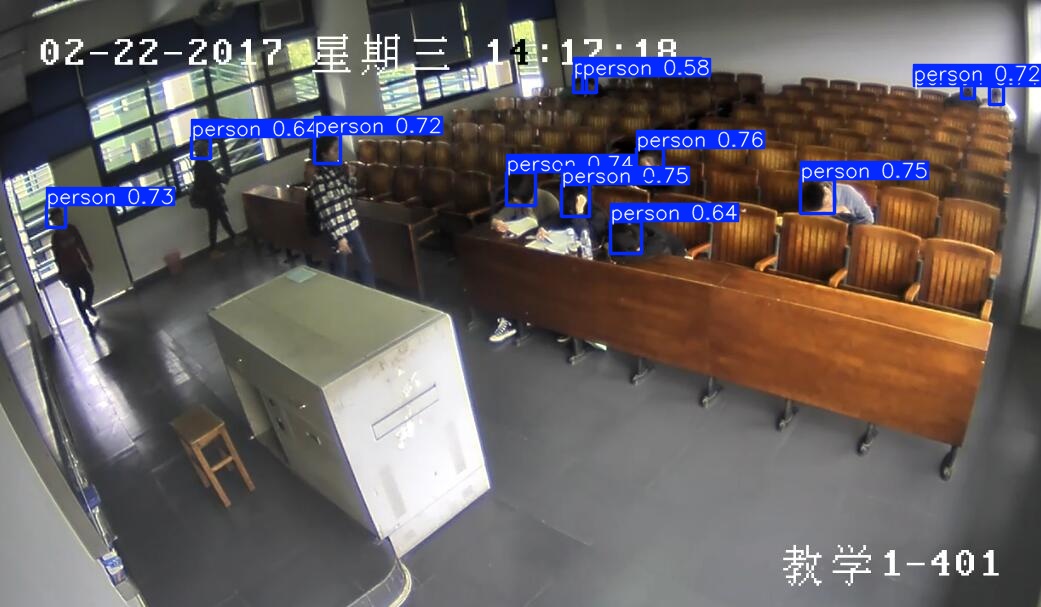 02-22-2017 星期三 14:12:18
person 0.58
person 0.72
person 0.64
person 0.72
person 0.76
person 0.74
person 0.75
person 0.75
person 0.73
person 0.64
教学1-401